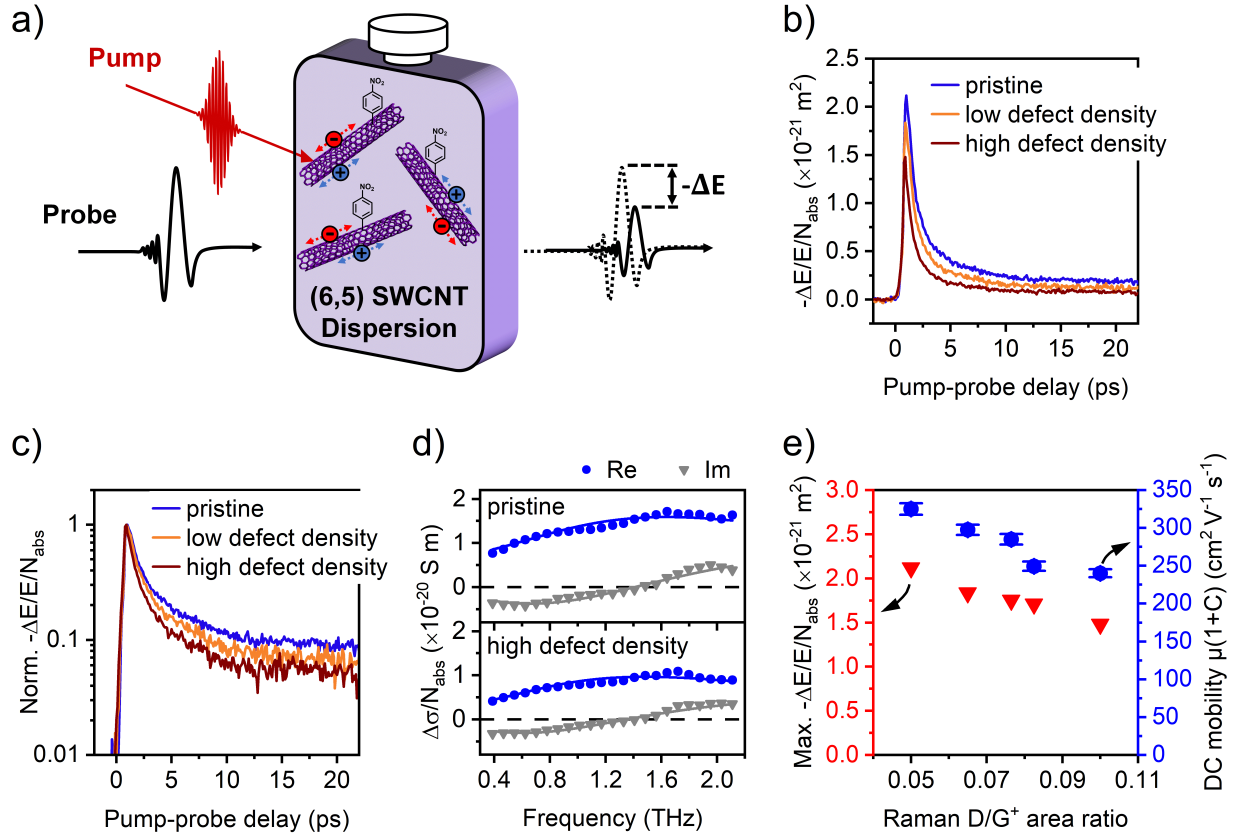 a)
Pump
Probe
NO₂
NO₂
NO₂
-ΔE
(6,5) SWCNT
Dispersion
b)
2.5
2.0
1.5
1.0
0.5
0.0
-ΔE/E/N_abs (×10⁻²¹ m²)
pristine
low defect density
high defect density
0 5 10 15 20
Pump-probe delay (ps)
c)
1
0.1
0.01
Norm. -ΔE/E/N_abs
pristine
low defect density
high defect density
0 5 10 15 20
Pump-probe delay (ps)
d)
Re Im
pristine
2
1
0
high defect density
2
1
0
Δσ/N_abs (×10⁻²⁰ S m)
0.4 0.8 1.2 1.6 2.0
Frequency (THz)
e)
3.0
2.5
2.0
1.5
1.0
0.5
0.0
Max. -ΔE/E/N_abs (×10⁻²¹ m²)
350
300
250
200
150
100
50
0
DC mobility μ(1+C) (cm² V⁻¹ s⁻¹)
0.05 0.07 0.09 0.11
Raman D/G⁺ area ratio